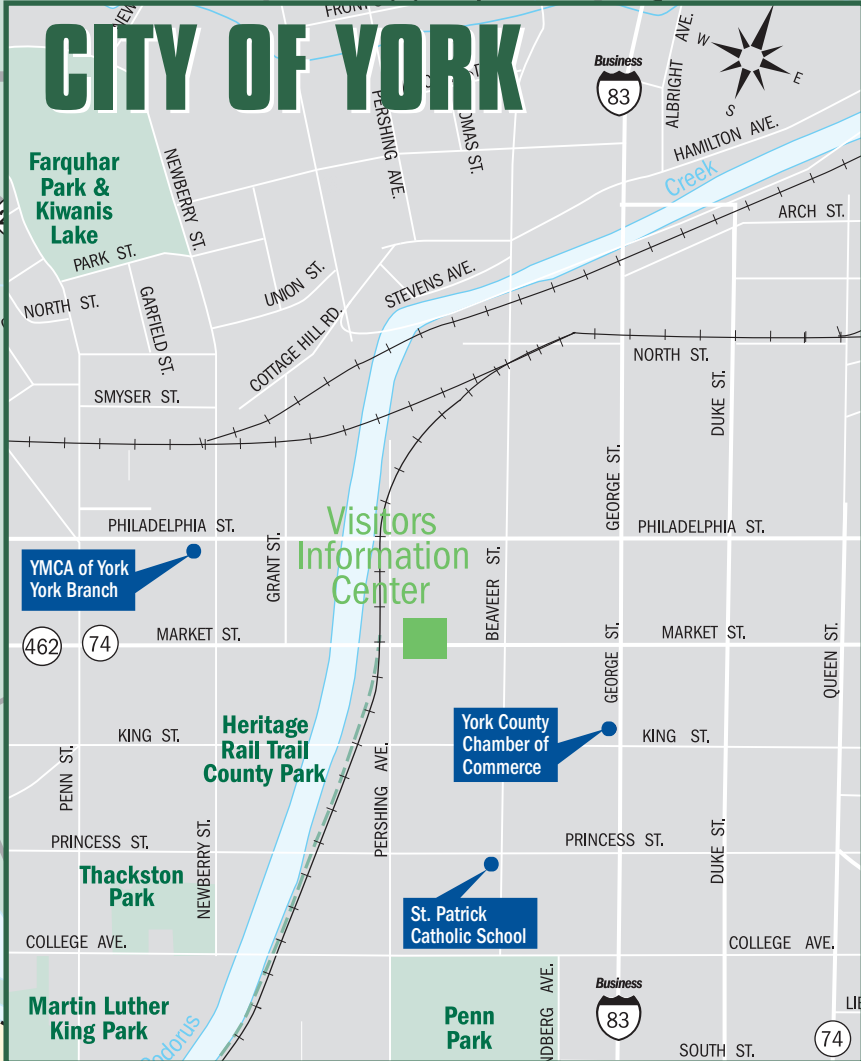 CITY OF YORK
Business
83
ALBRIGHT AVE.
W
E
S
HAMILTON AVE.
Creek
ARCH ST.
PERSHING AVE.
Farquhar
Park &
Kiwanis
Lake
NEWBERRY ST.
PARK ST.
NORTH ST.
GARFIELD ST.
UNION ST.
STEVENS AVE.
COTTAGE HILL RD.
SMYSER ST.
NORTH ST.
DUKE ST.
GEORGE ST.
PHILADELPHIA ST.
PHILADELPHIA ST.
Visitors
Information
Center
YMCA of York
York Branch
GRANT ST.
BEAVEER ST.
462
74
MARKET ST.
MARKET ST.
GEORGE ST.
QUEEN ST.
Heritage
Rail Trail
County Park
York County
Chamber of
Commerce
KING ST.
KING ST.
PENN ST.
PERSHING AVE.
PRINCESS ST.
PRINCESS ST.
NEWBERRY ST.
DUKE ST.
Thackston
Park
St. Patrick
Catholic School
COLLEGE AVE.
COLLEGE AVE.
Martin Luther
King Park
Penn
Park
Business
83
74
SOUTH ST.